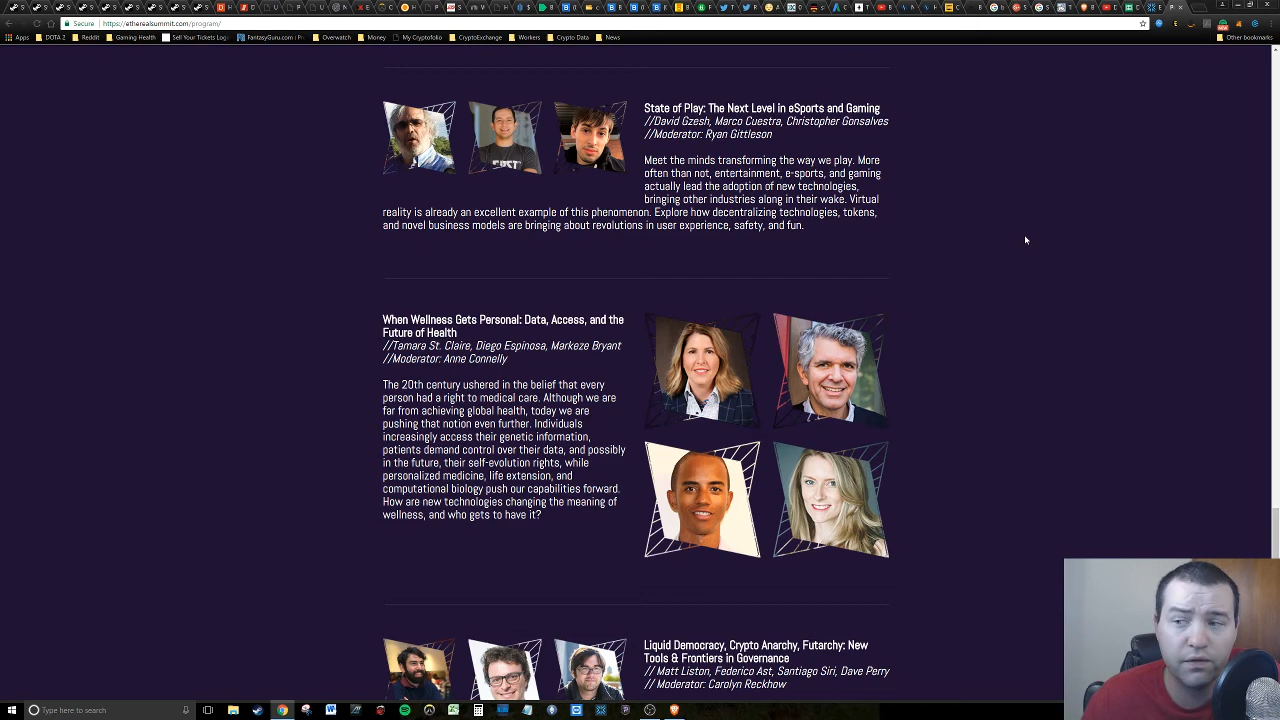 Secure
https://etherealsummit.com/program/
Apps
DOTA 2
Reddit
Gaming Health
Sell Your Tickets Log
FantasyGuru.com | Pr
Overwatch
Money
My Cryptofolio
CryptoExchange
Workers
Crypto Data
News
Other bookmarks
State of Play: The Next Level in eSports and Gaming
//David Gzesh, Marco Cuestra, Christopher Gonsalves
//Moderator: Ryan Gittleson
Meet the minds transforming the way we play. More
often than not, entertainment, e-sports, and gaming
actually lead the adoption of new technologies,
bringing other industries along in their wake. Virtual
reality is already an excellent example of this phenomenon. Explore how decentralizing technologies, tokens,
and novel business models are bringing about revolutions in user experience, safety, and fun.
When Wellness Gets Personal: Data, Access, and the
Future of Health
//Tamara St. Claire, Diego Espinosa, Markeze Bryant
//Moderator: Anne Connelly
The 20th century ushered in the belief that every
person had a right to medical care. Although we are
far from achieving global health, today we are
pushing that notion even further. Individuals
increasingly access their genetic information,
patients demand control over their data, and possibly
in the future, their self-evolution rights, while
personalized medicine, life extension, and
computational biology push our capabilities forward.
How are new technologies changing the meaning of
wellness, and who gets to have it?
Liquid Democracy, Crypto Anarchy, Futarchy: New
Tools & Frontiers in Governance
// Matt Liston, Federico Ast, Santiago Siri, Dave Perry
// Moderator: Carolyn Reckhow
Type here to search